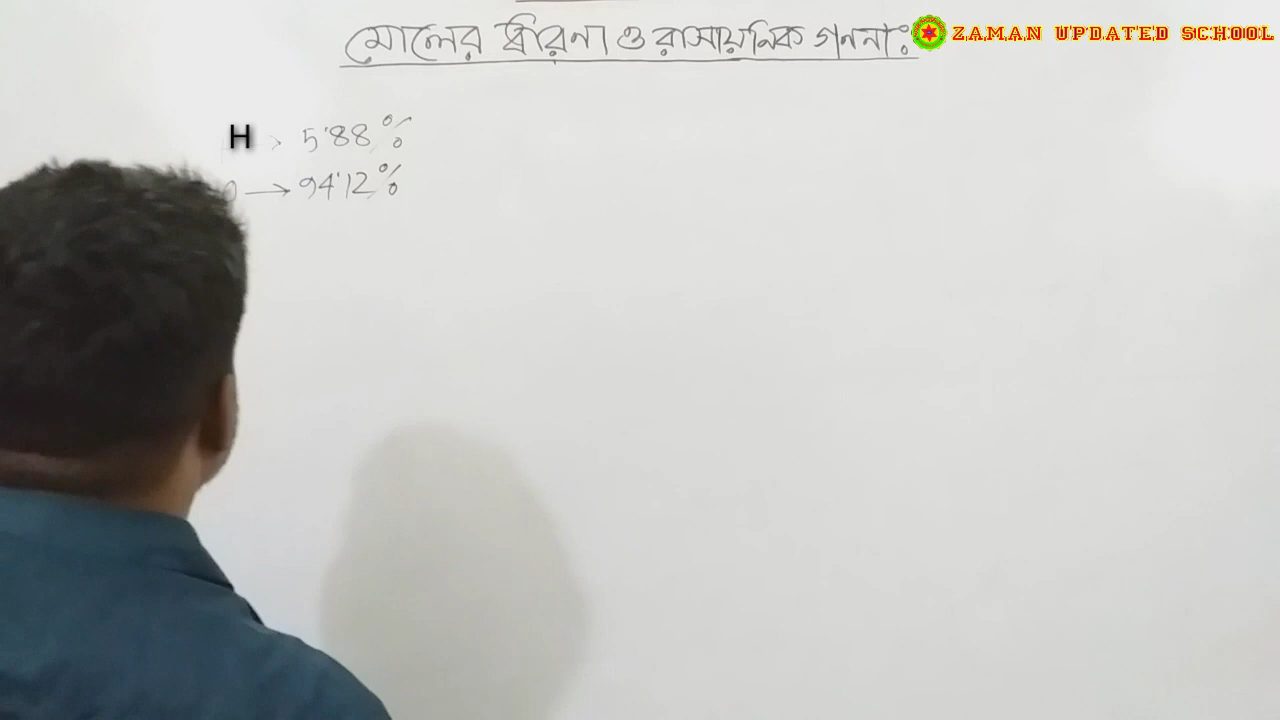 মোলের ধারণা ও রাসায়নিক গণনা:
ZAMAN UPDATED SCHOOL
H > 5.88%
O → 94.12%